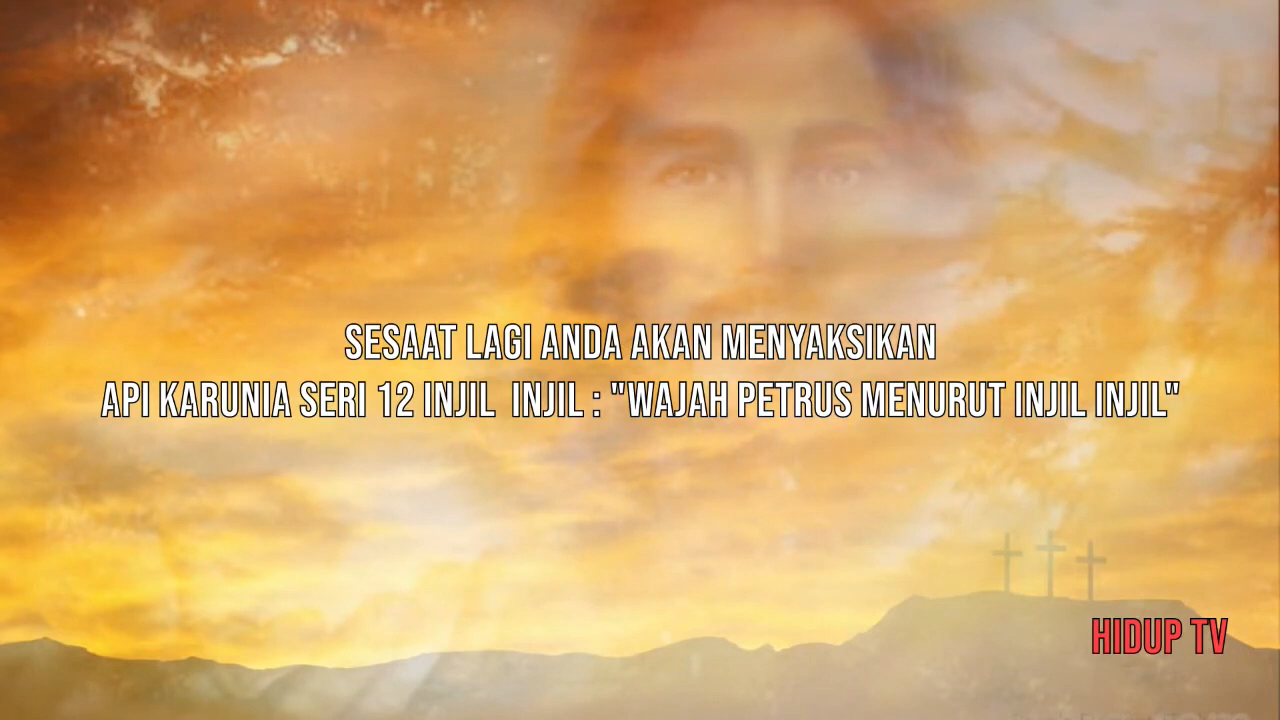 SESAAT LAGI ANDA AKAN MENYAKSIKAN
API KARUNIA SERI 12 INJIL  INJIL : "WAJAH PETRUS MENURUT INJIL INJIL"
HIDUP TV